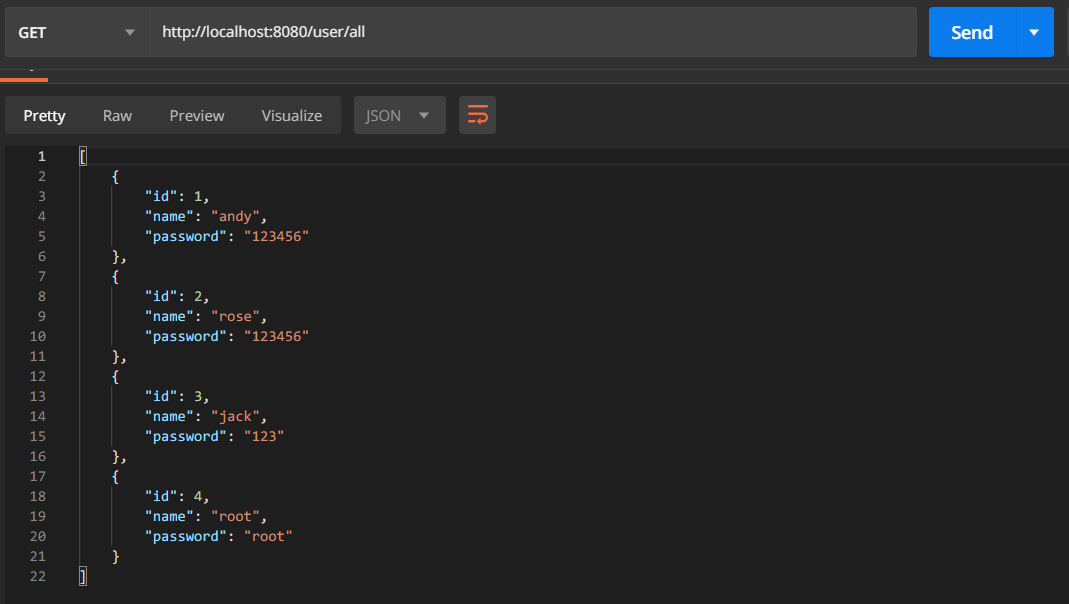 GET http://localhost:8080/user/all Send
Pretty Raw Preview Visualize JSON
1 [
2 {
3 "id": 1,
4 "name": "andy",
5 "password": "123456"
6 },
7 {
8 "id": 2,
9 "name": "rose",
10 "password": "123456"
11 },
12 {
13 "id": 3,
14 "name": "jack",
15 "password": "123"
16 },
17 {
18 "id": 4,
19 "name": "root",
20 "password": "root"
21 }
22 ]